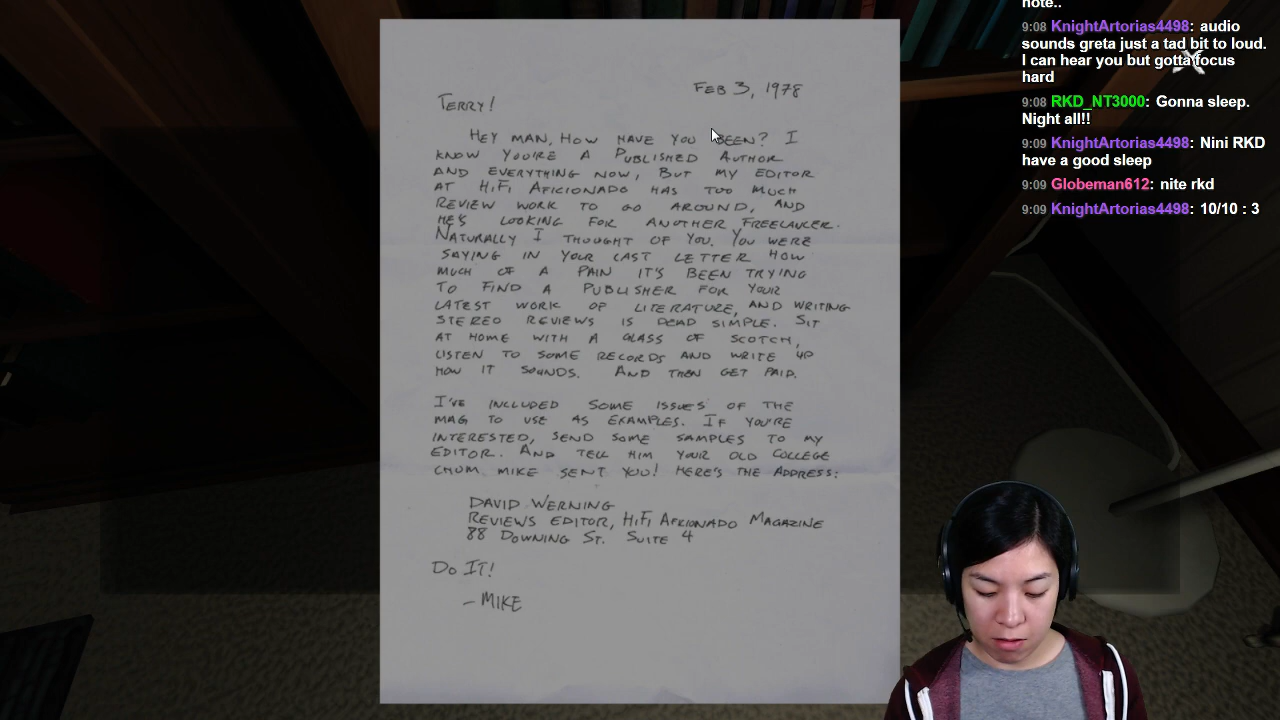 FEB 3, 1978
TERRY!
HEY MAN, HOW HAVE YOU BEEN? I
KNOW YOU'RE A PUBLISHED AUTHOR
AND EVERYTHING NOW, BUT MY EDITOR
AT HIFI AFICIONADO HAS TOO MUCH
REVIEW WORK TO GO AROUND, AND
HE'S LOOKING FOR ANOTHER FREELANCER.
NATURALLY I THOUGHT OF YOU. YOU WERE
SAYING IN YOUR LAST LETTER HOW
MUCH OF A PAIN IT'S BEEN TRYING
TO FIND A PUBLISHER FOR YOUR
LATEST WORK OF LITERATURE, AND WRITING
STEREO REVIEWS IS DEAD SIMPLE. SIT
AT HOME WITH A GLASS OF SCOTCH,
LISTEN TO SOME RECORDS AND WRITE UP
HOW IT SOUNDS. AND THEN GET PAID.
I'VE INCLUDED SOME ISSUES OF THE
MAG TO USE AS EXAMPLES. IF YOU'RE
INTERESTED, SEND SOME SAMPLES TO MY
EDITOR. AND TELL HIM YOUR OLD COLLEGE
CHUM MIKE SENT YOU! HERE'S THE ADDRESS:
DAVID WERNING
REVIEWS EDITOR, HIFI AFICIONADO MAGAZINE
88 DOWNING ST. SUITE 4
DO IT!
- MIKE
note..
9:08 KnightArtorias4498: audio
sounds greta just a tad bit to loud.
I can hear you but gotta focus
hard
9:08 RKD_NT3000: Gonna sleep.
Night all!!
9:09 KnightArtorias4498: Nini RKD
have a good sleep
9:09 Globeman612: nite rkd
9:09 KnightArtorias4498: 10/10 : 3